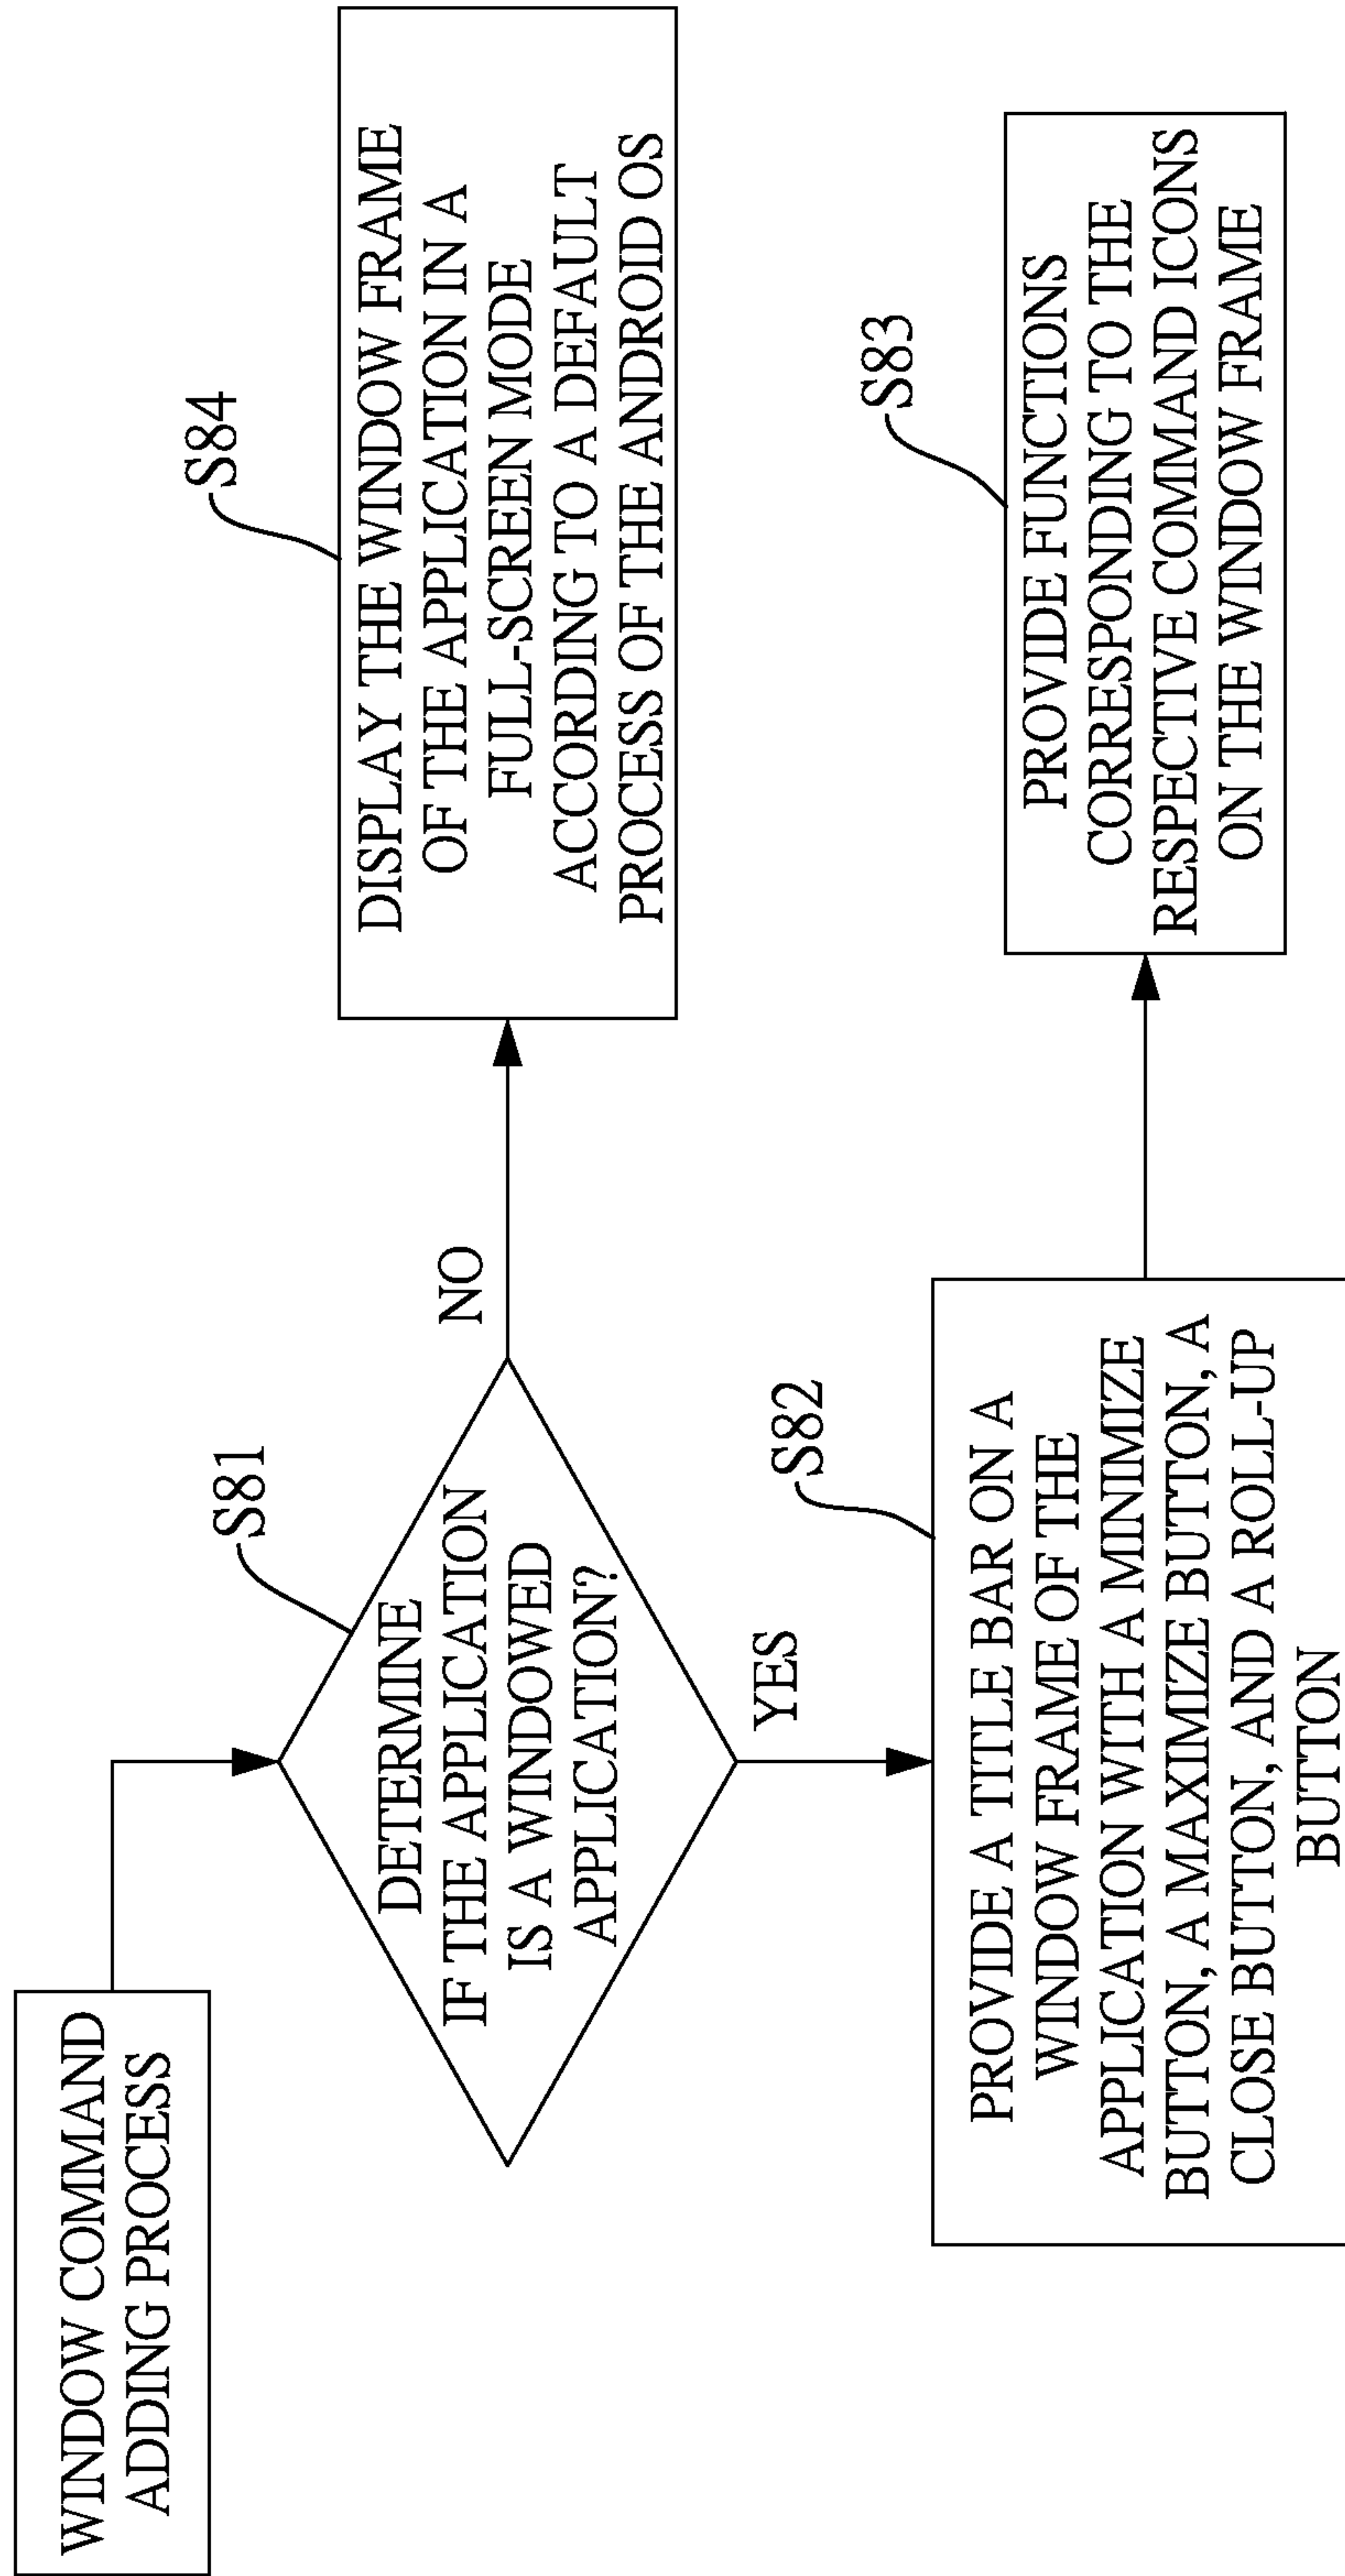 WINDOW COMMAND
ADDING PROCESS
S81
DETERMINE
IF THE APPLICATION
IS A WINDOWED
APPLICATION?
NO
S84
DISPLAY THE WINDOW FRAME
OF THE APPLICATION IN A
FULL-SCREEN MODE
ACCORDING TO A DEFAULT
PROCESS OF THE ANDROID OS
YES
S82
PROVIDE A TITLE BAR ON A
WINDOW FRAME OF THE
APPLICATION WITH A MINIMIZE
BUTTON, A MAXIMIZE BUTTON, A
CLOSE BUTTON, AND A ROLL-UP
BUTTON
S83
PROVIDE FUNCTIONS
CORRESPONDING TO THE
RESPECTIVE COMMAND ICONS
ON THE WINDOW FRAME